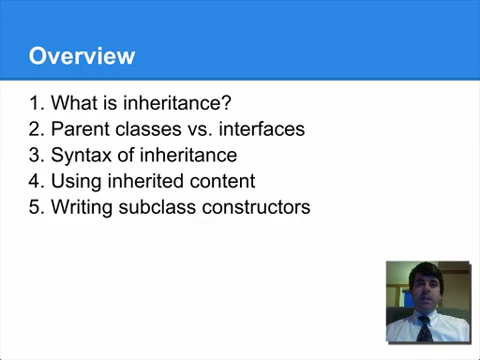 Overview
1. What is inheritance?
2. Parent classes vs. interfaces
3. Syntax of inheritance
4. Using inherited content
5. Writing subclass constructors